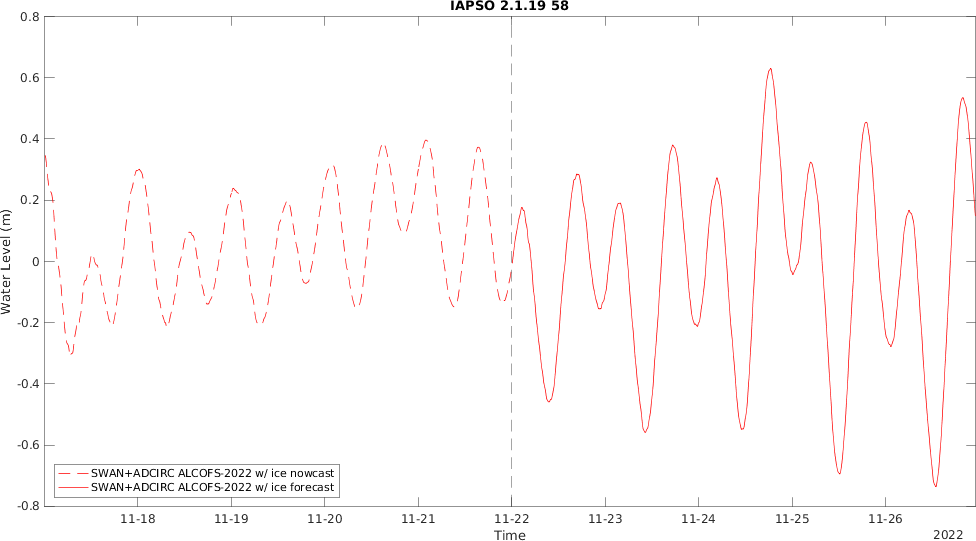 IAPSO 2.1.19 58
0.8
0.6
0.4
0.2
0
-0.2
-0.4
-0.6
-0.8
Water Level (m)
SWAN+ADCIRC ALCOFS-2022 w/ ice nowcast
SWAN+ADCIRC ALCOFS-2022 w/ ice forecast
11-18 11-19 11-20 11-21 11-22 11-23 11-24 11-25 11-26
Time
2022